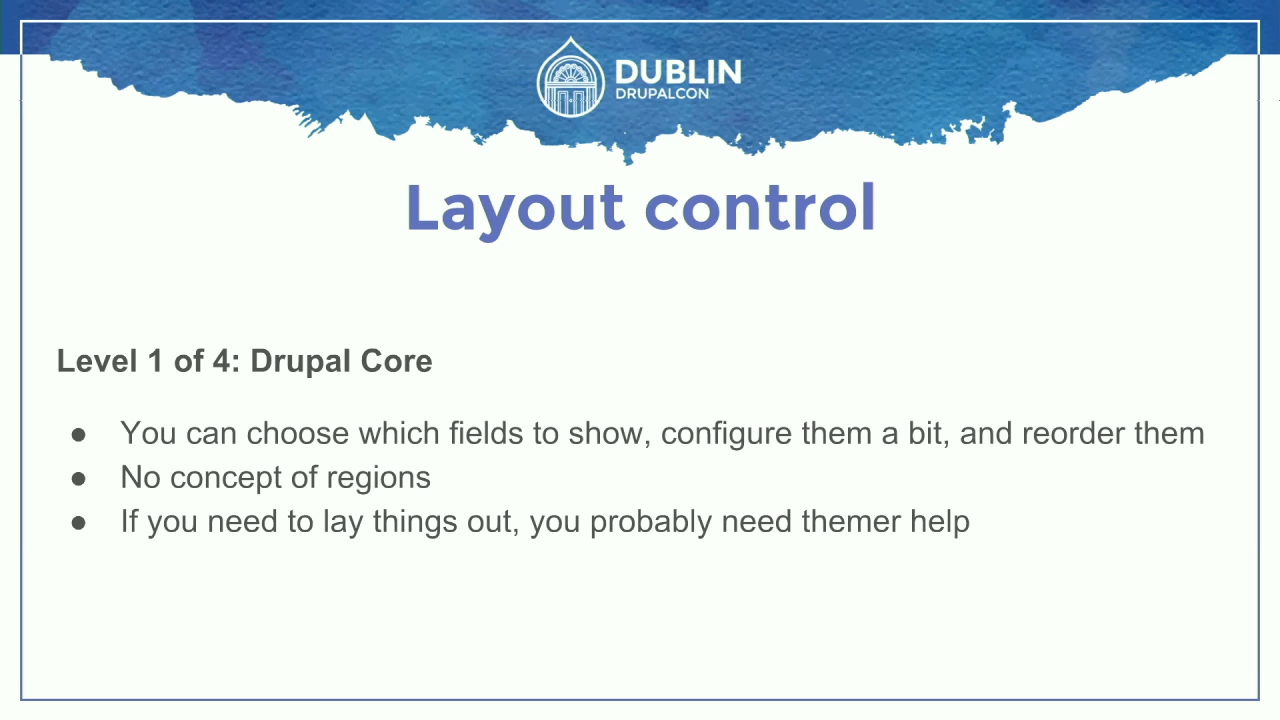 DUBLIN
DRUPALCON
Layout control
Level 1 of 4: Drupal Core
● You can choose which fields to show, configure them a bit, and reorder them
● No concept of regions
● If you need to lay things out, you probably need themer help